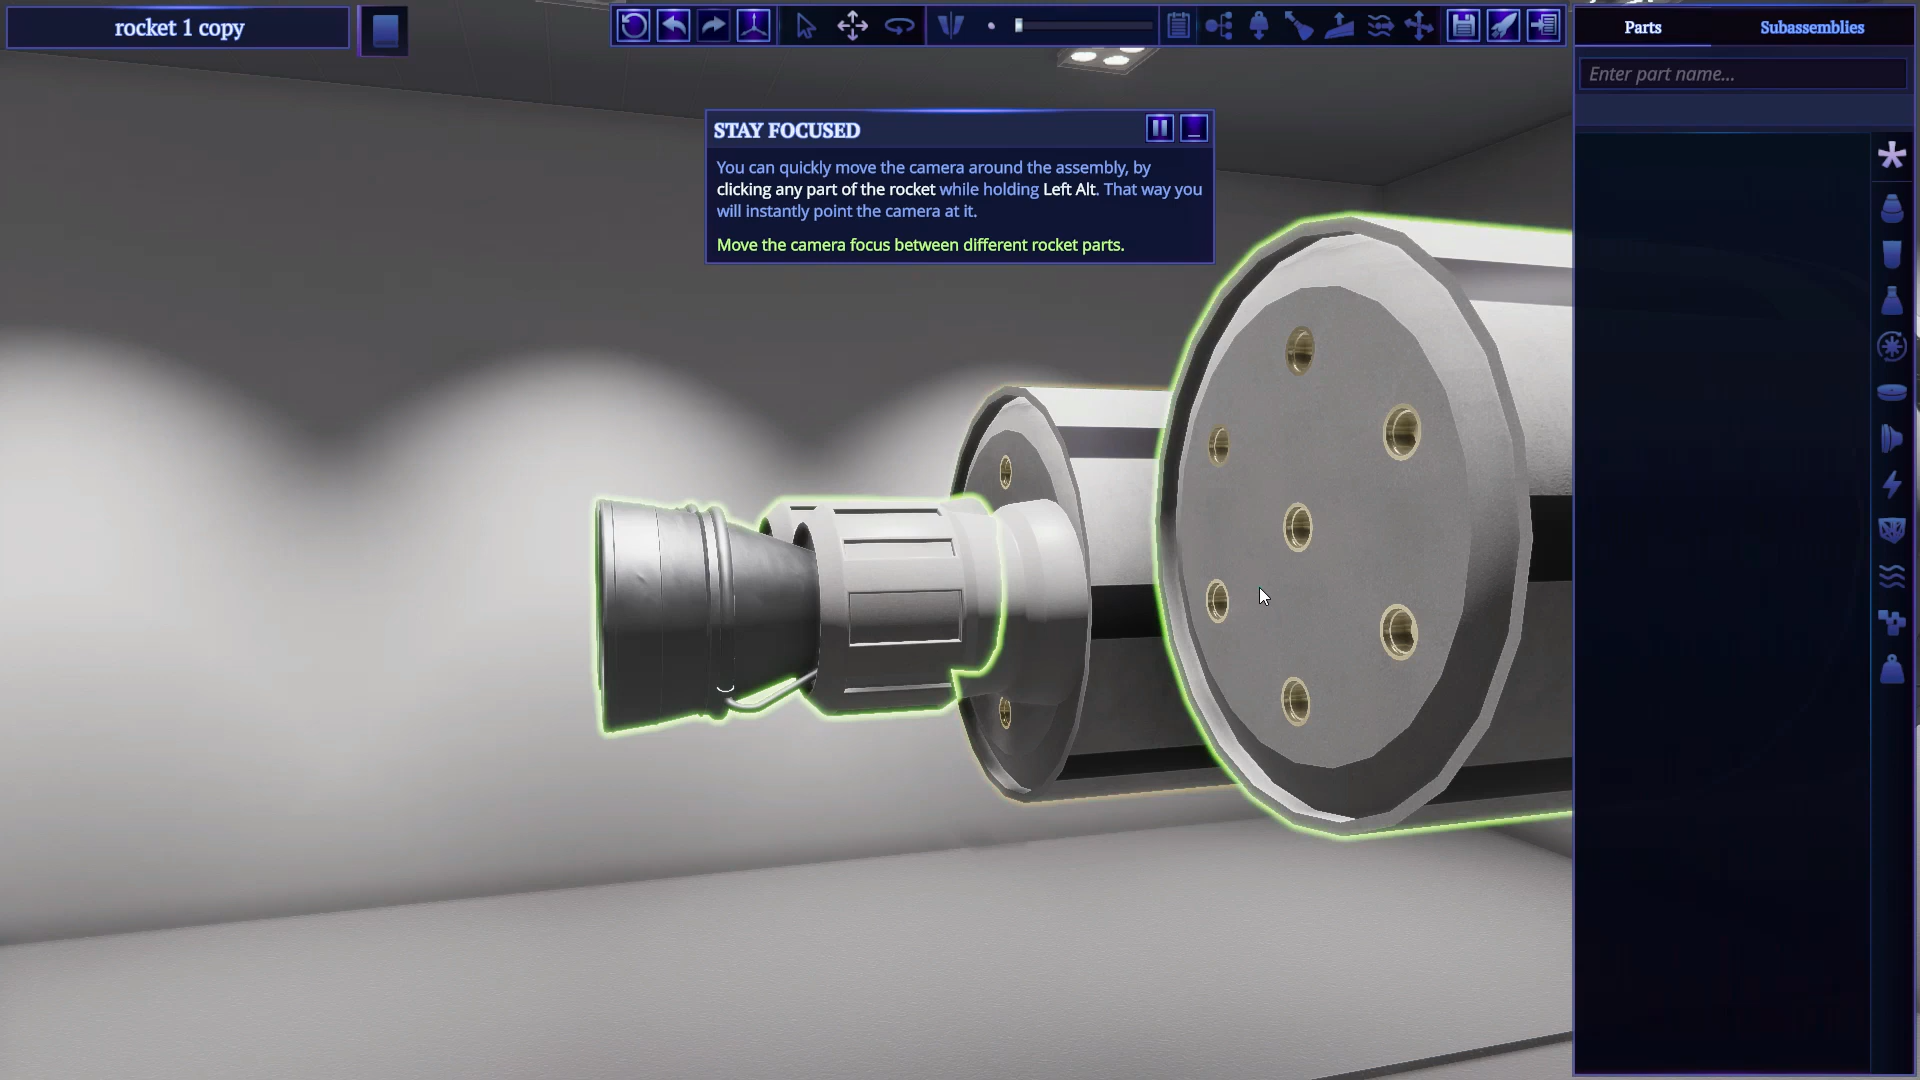 rocket 1 copy
Parts
Subassemblies
Enter part name...
STAY FOCUSED
You can quickly move the camera around the assembly, by
clicking any part of the rocket while holding Left Alt. That way you
will instantly point the camera at it.
Move the camera focus between different rocket parts.